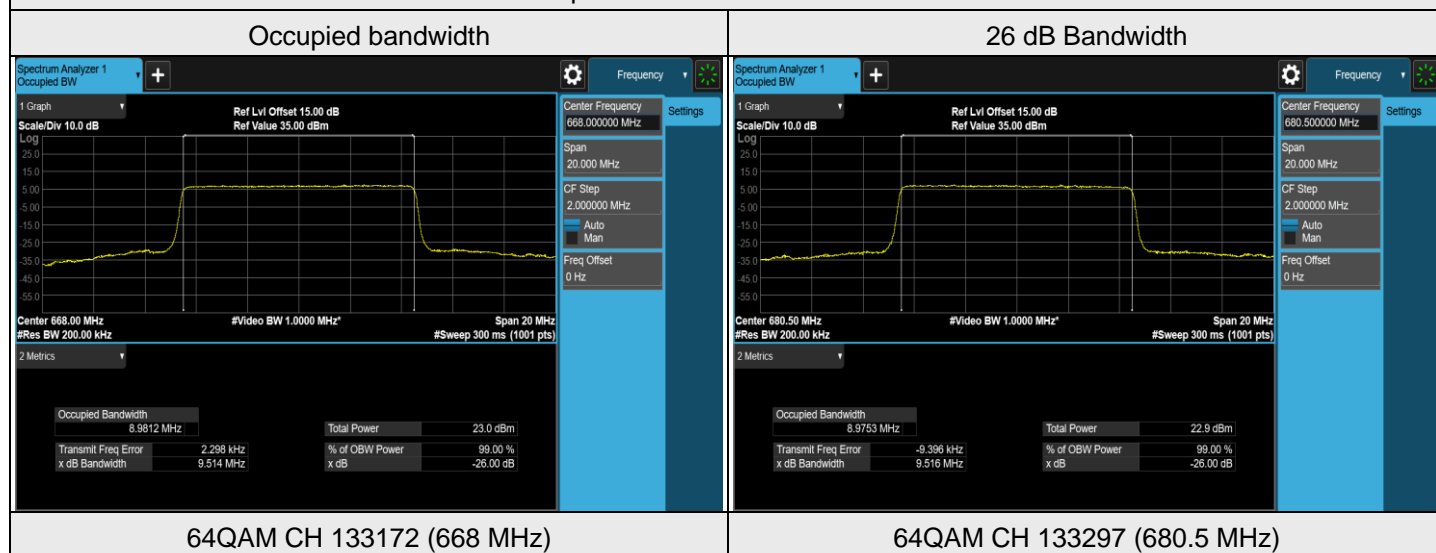 Occupied bandwidth
26 dB Bandwidth
Spectrum Analyzer 1
Occupied BW
Frequency
1 Graph
Ref Lvl Offset 15.00 dB
Scale/Div 10.0 dB
Ref Value 35.00 dBm
Log
25.0
15.0
5.00
-5.00
-15.0
-25.0
-35.0
-45.0
-55.0
Center 668.00 MHz
#Video BW 1.0000 MHz*
Span 20 MHz
#Res BW 200.00 kHz
#Sweep 300 ms (1001 pts)
Center Frequency
668.000000 MHz
Settings
Span
20.000 MHz
CF Step
2.000000 MHz
Auto
Man
Freq Offset
0 Hz
2 Metrics
Occupied Bandwidth
8.9812 MHz
Total Power 23.0 dBm
Transmit Freq Error 2.298 kHz
% of OBW Power 99.00 %
x dB Bandwidth 9.514 MHz
x dB -26.00 dB
Spectrum Analyzer 1
Occupied BW
Frequency
1 Graph
Ref Lvl Offset 15.00 dB
Scale/Div 10.0 dB
Ref Value 35.00 dBm
Log
25.0
15.0
5.00
-5.00
-15.0
-25.0
-35.0
-45.0
-55.0
Center 680.50 MHz
#Video BW 1.0000 MHz*
Span 20 MHz
#Res BW 200.00 kHz
#Sweep 300 ms (1001 pts)
Center Frequency
680.500000 MHz
Settings
Span
20.000 MHz
CF Step
2.000000 MHz
Auto
Man
Freq Offset
0 Hz
2 Metrics
Occupied Bandwidth
8.9753 MHz
Total Power 22.9 dBm
Transmit Freq Error -9.396 kHz
% of OBW Power 99.00 %
x dB Bandwidth 9.516 MHz
x dB -26.00 dB
64QAM CH 133172 (668 MHz)
64QAM CH 133297 (680.5 MHz)